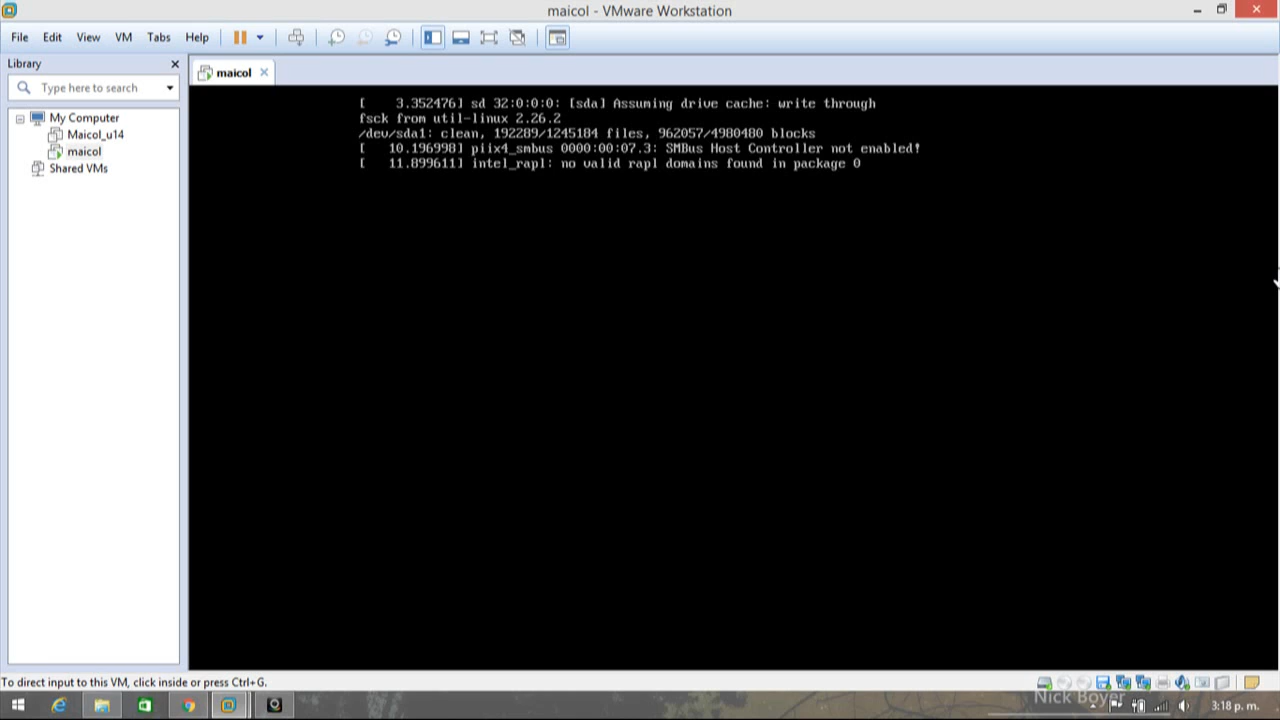 maicol - VMware Workstation
File Edit View VM Tabs Help
Library
maicol
Type here to search
My Computer
Maicol_u14
maicol
Shared VMs
[    3.352476] sd 32:0:0:0: [sda] Assuming drive cache: write through
fsck from util-linux 2.26.2
/dev/sda1: clean, 192289/1245184 files, 962057/4980480 blocks
[   10.196998] piix4_smbus 0000:00:07.3: SMBus Host Controller not enabled!
[   11.899611] intel_rapl: no valid rapl domains found in package 0
To direct input to this VM, click inside or press Ctrl+G.
Nick Boyer
3:18 p. m.